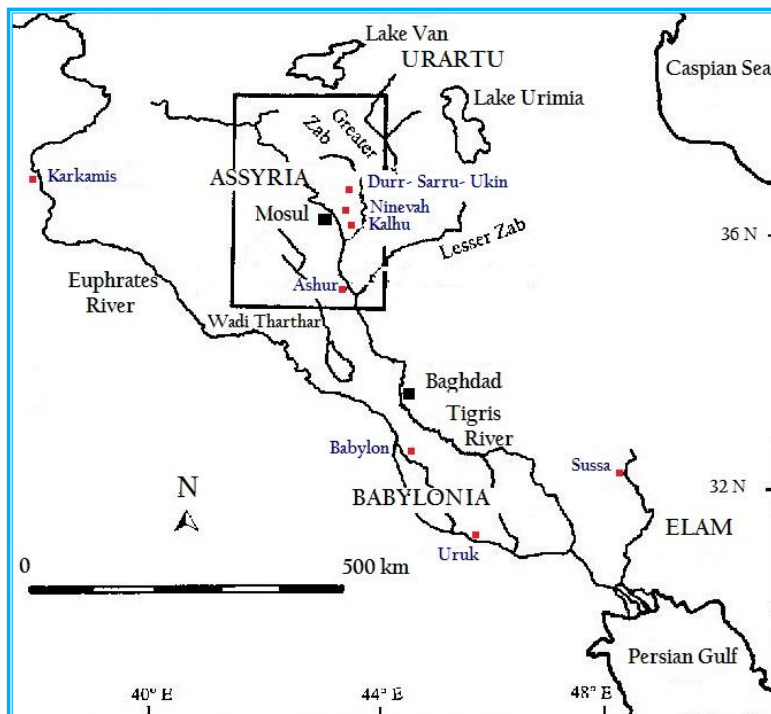 Lake Van
URARTU
Caspian Sea
Lake Urimia
Greater
Zab
Karkamis
ASSYRIA
Durr- Sarru- Ukin
Ninevah
Mosul
Kalhu
36 N
Lesser Zab
Euphrates
River
Ashur
Wadi Tharthar
Baghdad
Tigris
River
Babylon
Sussa
N
BABYLONIA
32 N
ELAM
Uruk
0
500 km
Persian Gulf
40° E
44° E
48° E